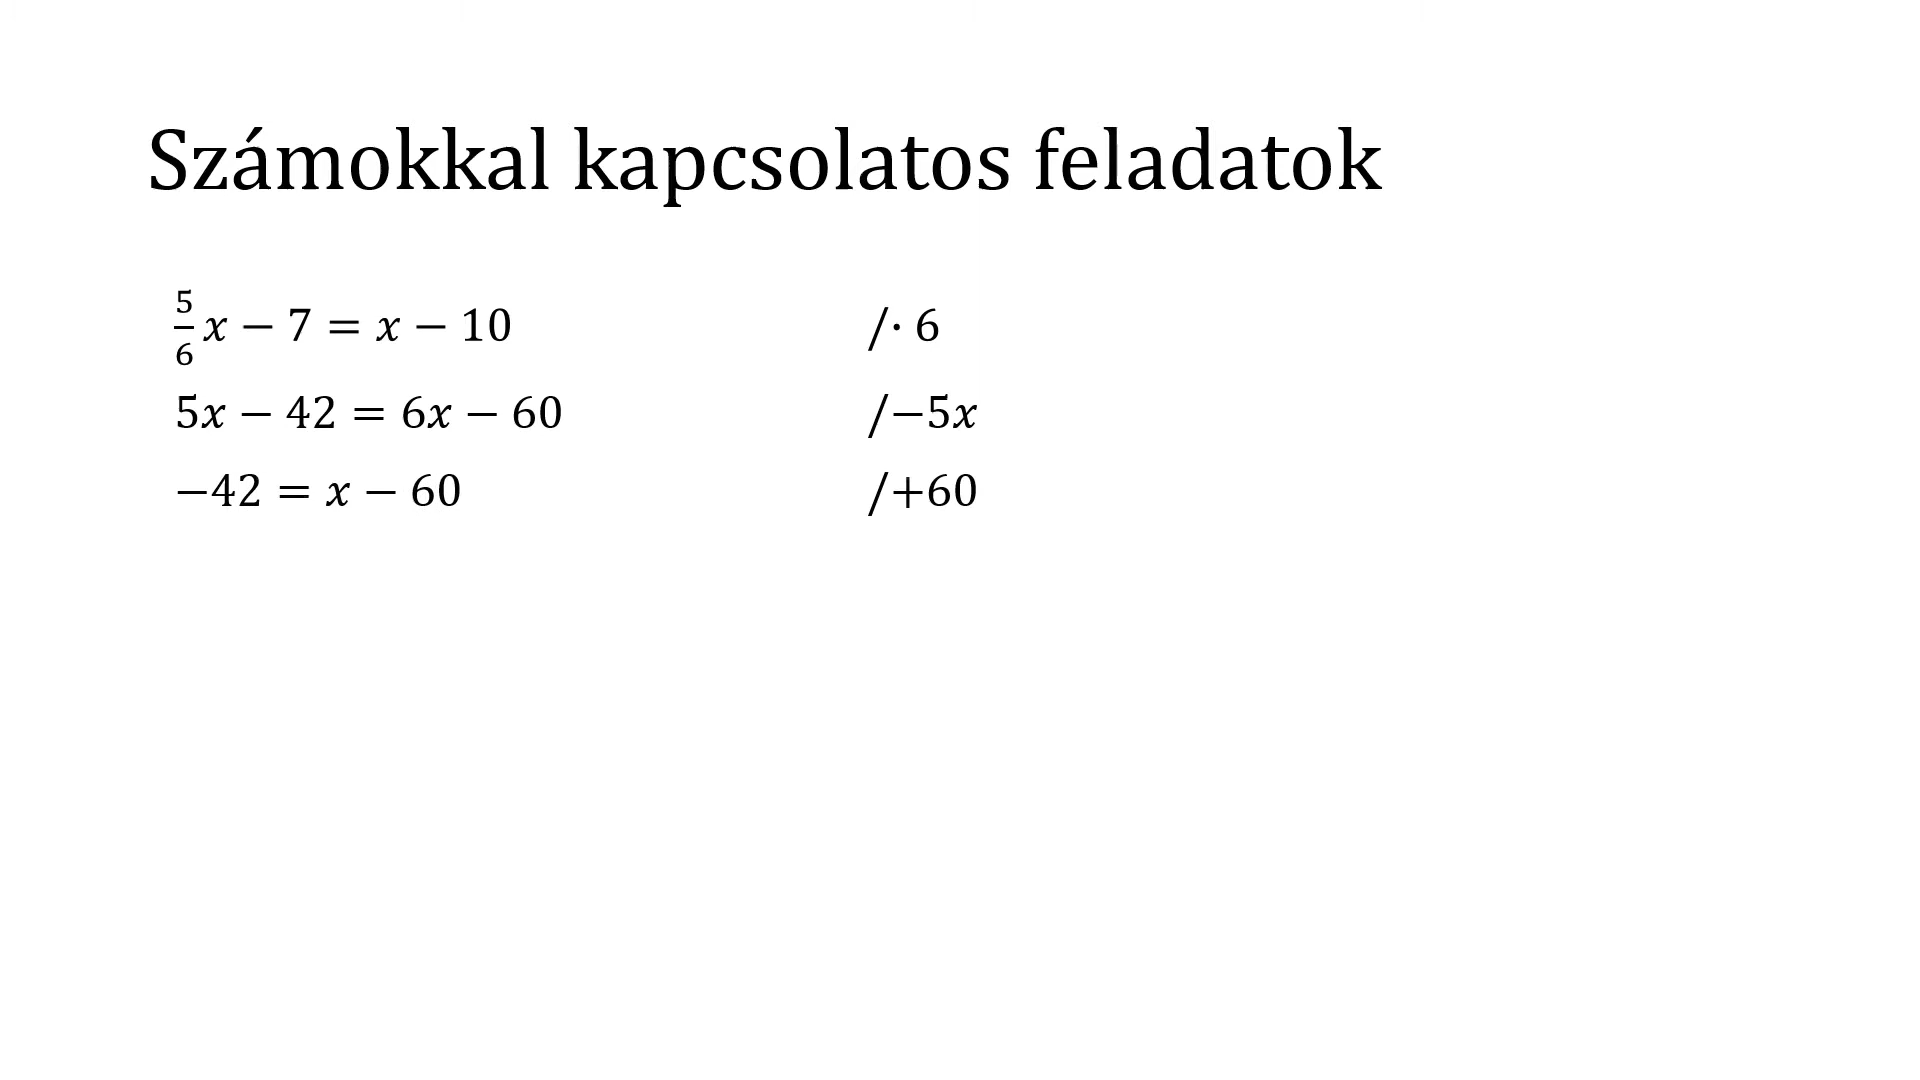 Számokkal kapcsolatos feladatok
5/6 x − 7 = x − 10 /· 6
5x − 42 = 6x − 60 /−5x
−42 = x − 60 /+60